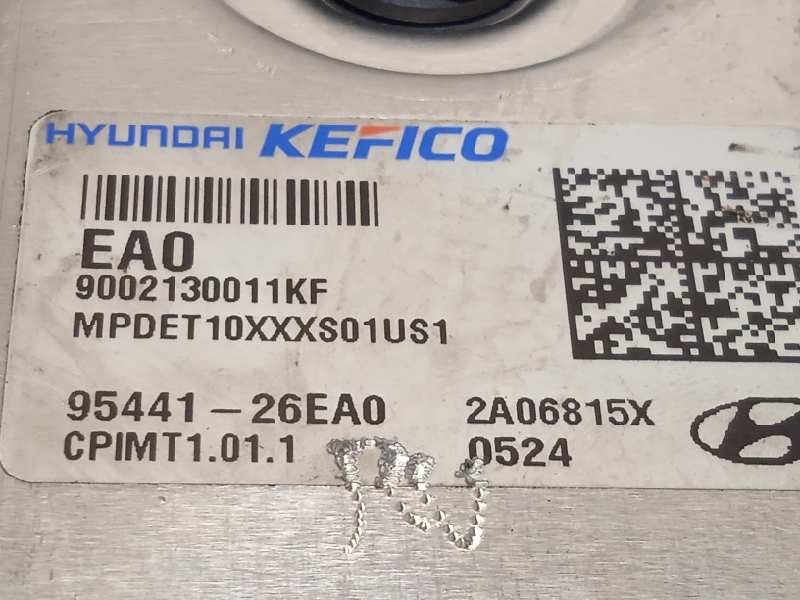 HYUNDAI KEFICO
EA0
9002130011KF
MPDET10XXXS01US1
95441-26EA0 2A06815X
CPIMT1.01.1 0524